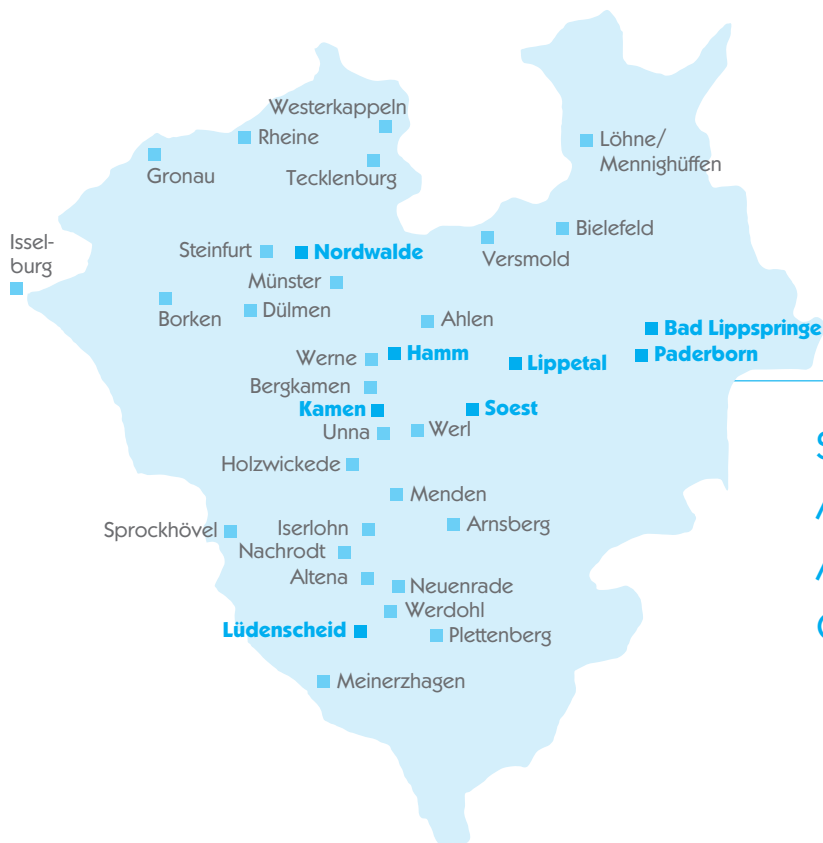 Westerkappeln
Rheine
Löhne/
Mennighüffen
Gronau
Tecklenburg
Bielefeld
Issel-
burg
Steinfurt
Nordwalde
Versmold
Münster
Borken
Dülmen
Ahlen
Bad Lippspringe
Werne
Hamm
Lippetal
Paderborn
Bergkamen
Kamen
Soest
Unna
Werl
Holzwickede
Menden
Sprockhövel
Iserlohn
Arnsberg
Nachrodt
Altena
Neuenrade
Werdohl
Lüdenscheid
Plettenberg
Meinerzhagen